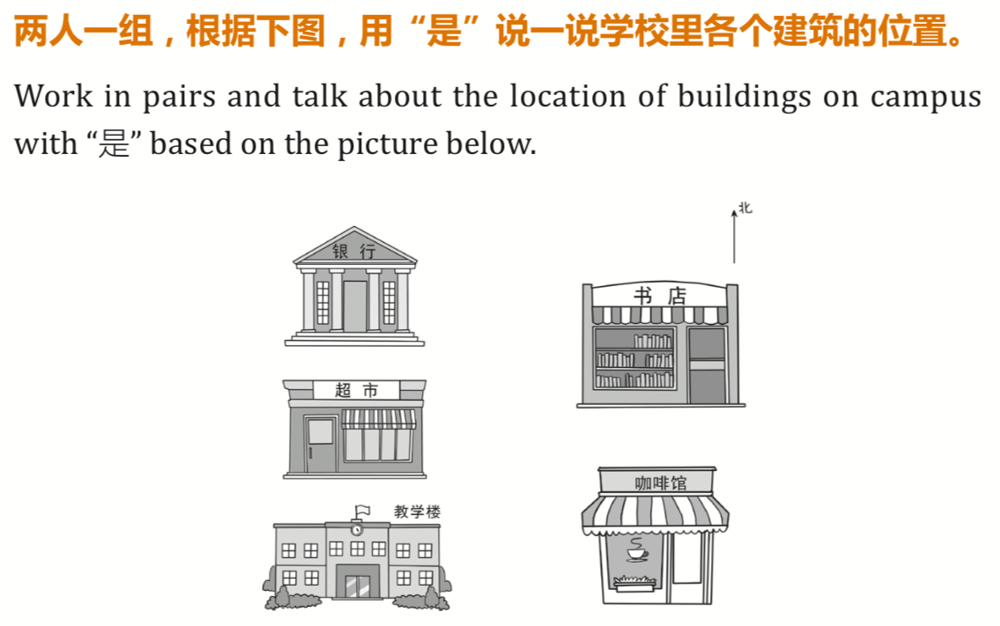 两人一组，根据下图，用“是”说一说学校里各个建筑的位置。
Work in pairs and talk about the location of buildings on campus
with “是” based on the picture below.
北
银行
书店
超市
咖啡馆
教学楼